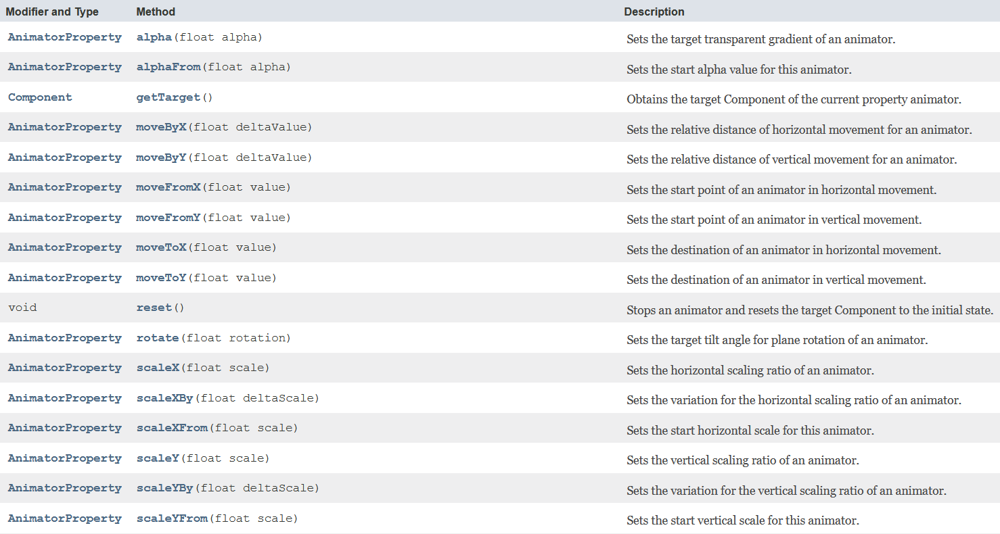 Modifier and Type Method Description
AnimatorProperty alpha(float alpha) Sets the target transparent gradient of an animator.
AnimatorProperty alphaFrom(float alpha) Sets the start alpha value for this animator.
Component getTarget() Obtains the target Component of the current property animator.
AnimatorProperty moveByX(float deltaValue) Sets the relative distance of horizontal movement for an animator.
AnimatorProperty moveByY(float deltaValue) Sets the relative distance of vertical movement for an animator.
AnimatorProperty moveFromX(float value) Sets the start point of an animator in horizontal movement.
AnimatorProperty moveFromY(float value) Sets the start point of an animator in vertical movement.
AnimatorProperty moveToX(float value) Sets the destination of an animator in horizontal movement.
AnimatorProperty moveToY(float value) Sets the destination of an animator in vertical movement.
void reset() Stops an animator and resets the target Component to the initial state.
AnimatorProperty rotate(float rotation) Sets the target tilt angle for plane rotation of an animator.
AnimatorProperty scaleX(float scale) Sets the horizontal scaling ratio of an animator.
AnimatorProperty scaleXBy(float deltaScale) Sets the variation for the horizontal scaling ratio of an animator.
AnimatorProperty scaleXFrom(float scale) Sets the start horizontal scale for this animator.
AnimatorProperty scaleY(float scale) Sets the vertical scaling ratio of an animator.
AnimatorProperty scaleYBy(float deltaScale) Sets the variation for the vertical scaling ratio of an animator.
AnimatorProperty scaleYFrom(float scale) Sets the start vertical scale for this animator.